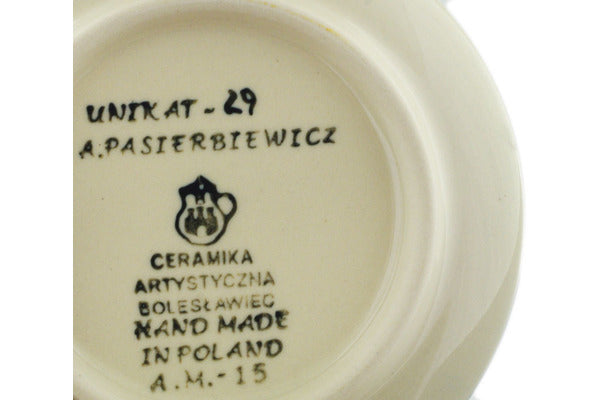 UNIKAT - 29
A.PASIERBIEWICZ
CERAMIKA
ARTYSTYCZNA
BOLESŁAWIEC
HAND MADE
IN POLAND
A.M.-15